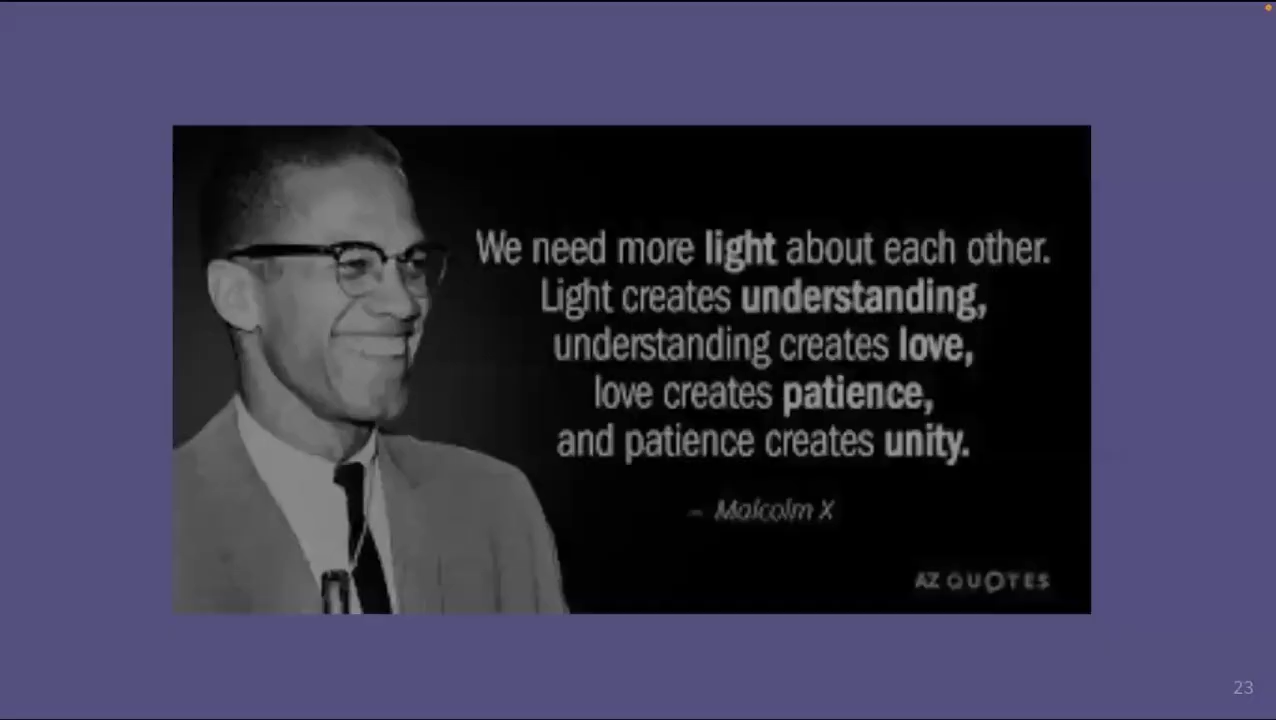 We need more light about each other.
Light creates understanding,
understanding creates love,
love creates patience,
and patience creates unity.
– Malcolm X
AZ QUOTES
23